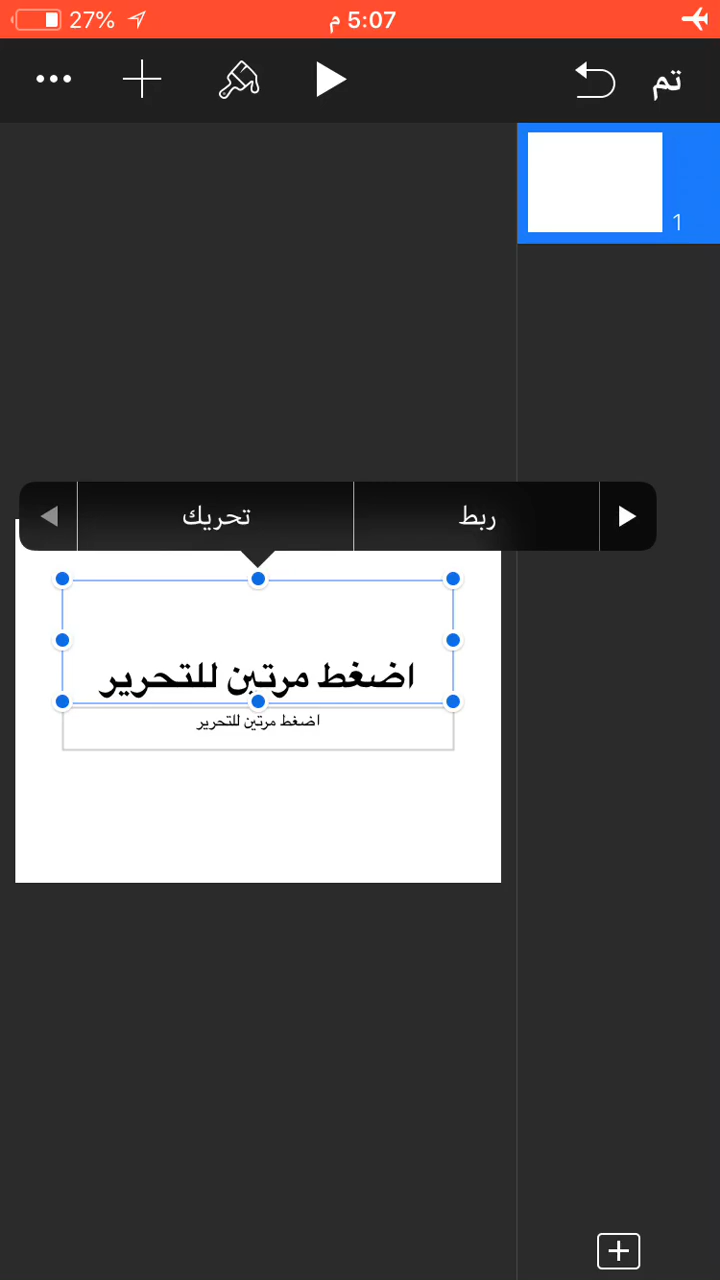 27% 5:07 م
تم
1
ربط تحريك
اضغط مرتين للتحرير
اضغط مرتين للتحرير